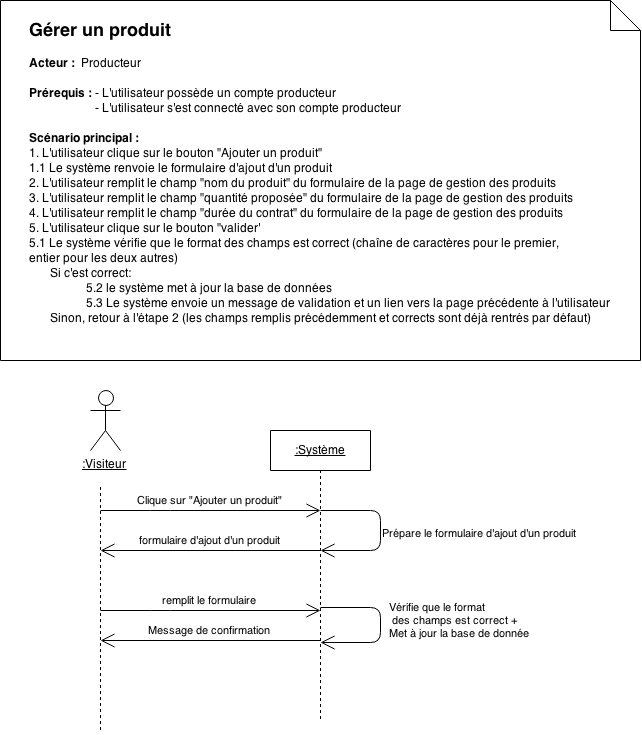 Gérer un produit
Acteur : Producteur
Prérequis : - L'utilisateur possède un compte producteur
- L'utilisateur s'est connecté avec son compte producteur
Scénario principal :
1. L'utilisateur clique sur le bouton "Ajouter un produit"
1.1 Le système renvoie le formulaire d'ajout d'un produit
2. L'utilisateur remplit le champ "nom du produit" du formulaire de la page de gestion des produits
3. L'utilisateur remplit le champ "quantité proposée" du formulaire de la page de gestion des produits
4. L'utilisateur remplit le champ "durée du contrat" du formulaire de la page de gestion des produits
5. L'utilisateur clique sur le bouton "valider'
5.1 Le système vérifie que le format des champs est correct (chaîne de caractères pour le premier,
entier pour les deux autres)
Si c'est correct:
5.2 le système met à jour la base de données
5.3 Le système envoie un message de validation et un lien vers la page précédente à l'utilisateur
Sinon, retour à l'étape 2 (les champs remplis précédemment et corrects sont déjà rentrés par défaut)
:Visiteur
:Système
Clique sur "Ajouter un produit"
Prépare le formulaire d'ajout d'un produit
formulaire d'ajout d'un produit
remplit le formulaire
Vérifie que le format
des champs est correct +
Met à jour la base de donnée
Message de confirmation